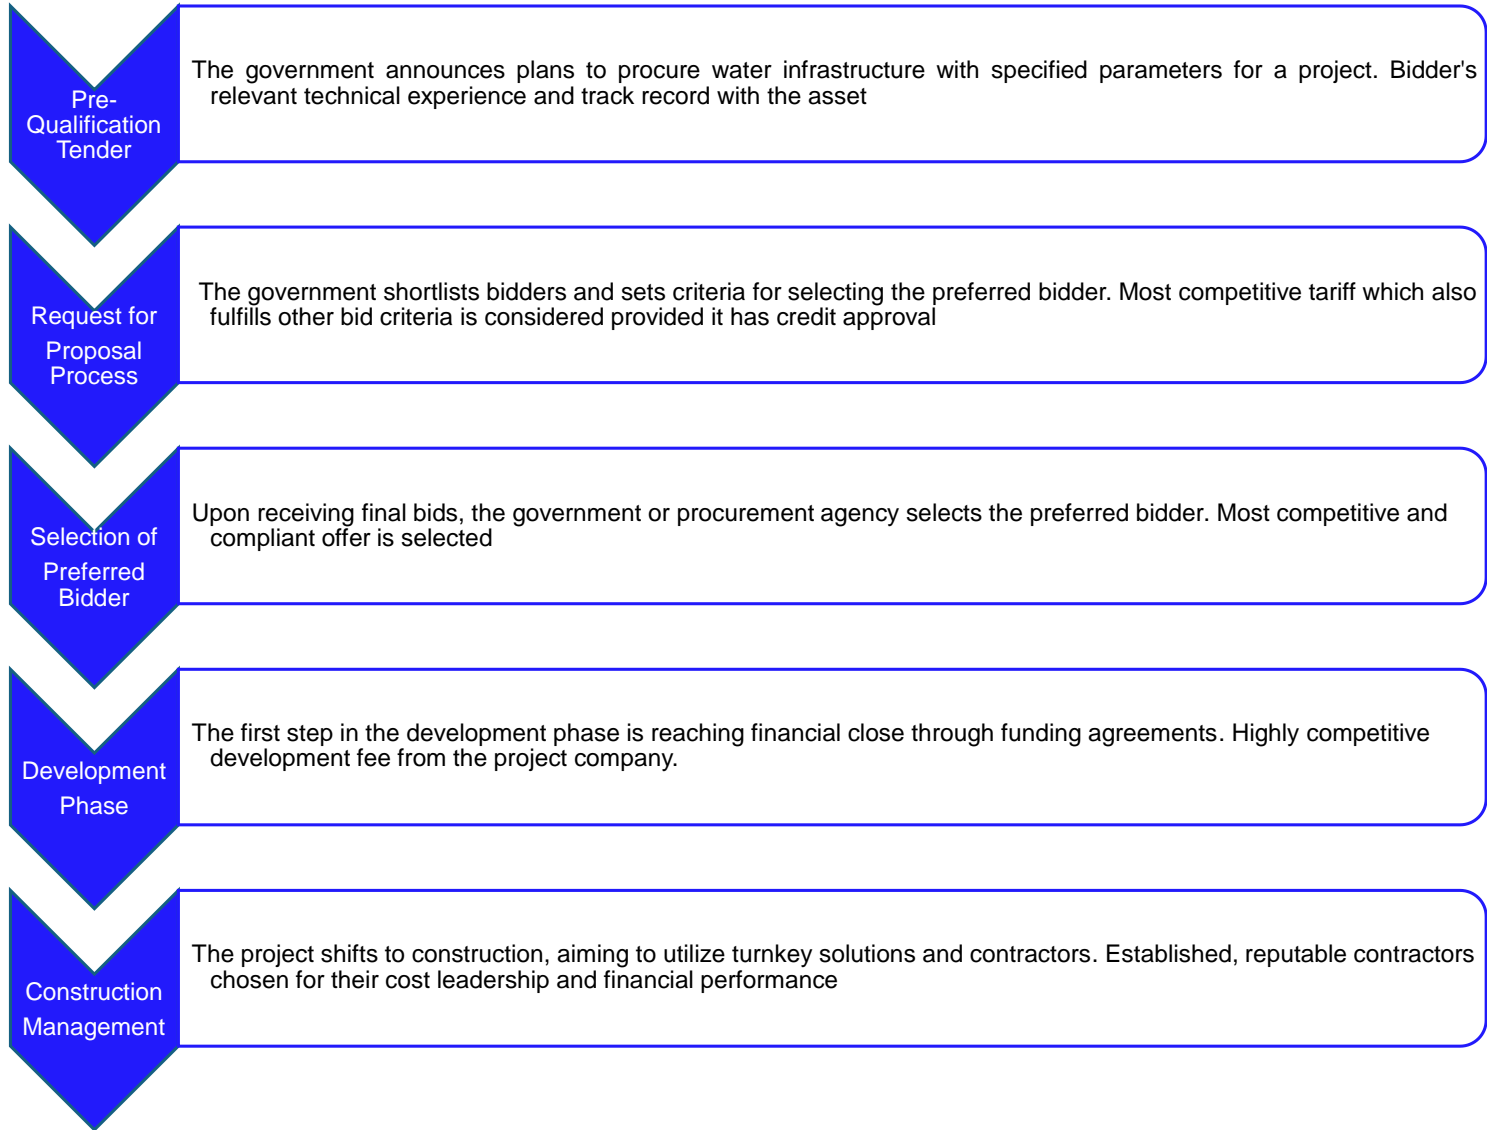 Pre-
Qualification
Tender
The government announces plans to procure water infrastructure with specified parameters for a project. Bidder's
relevant technical experience and track record with the asset
Request for
Proposal
Process
The government shortlists bidders and sets criteria for selecting the preferred bidder. Most competitive tariff which also
fulfills other bid criteria is considered provided it has credit approval
Selection of
Preferred
Bidder
Upon receiving final bids, the government or procurement agency selects the preferred bidder. Most competitive and
compliant offer is selected
Development
Phase
The first step in the development phase is reaching financial close through funding agreements. Highly competitive
development fee from the project company.
Construction
Management
The project shifts to construction, aiming to utilize turnkey solutions and contractors. Established, reputable contractors
chosen for their cost leadership and financial performance